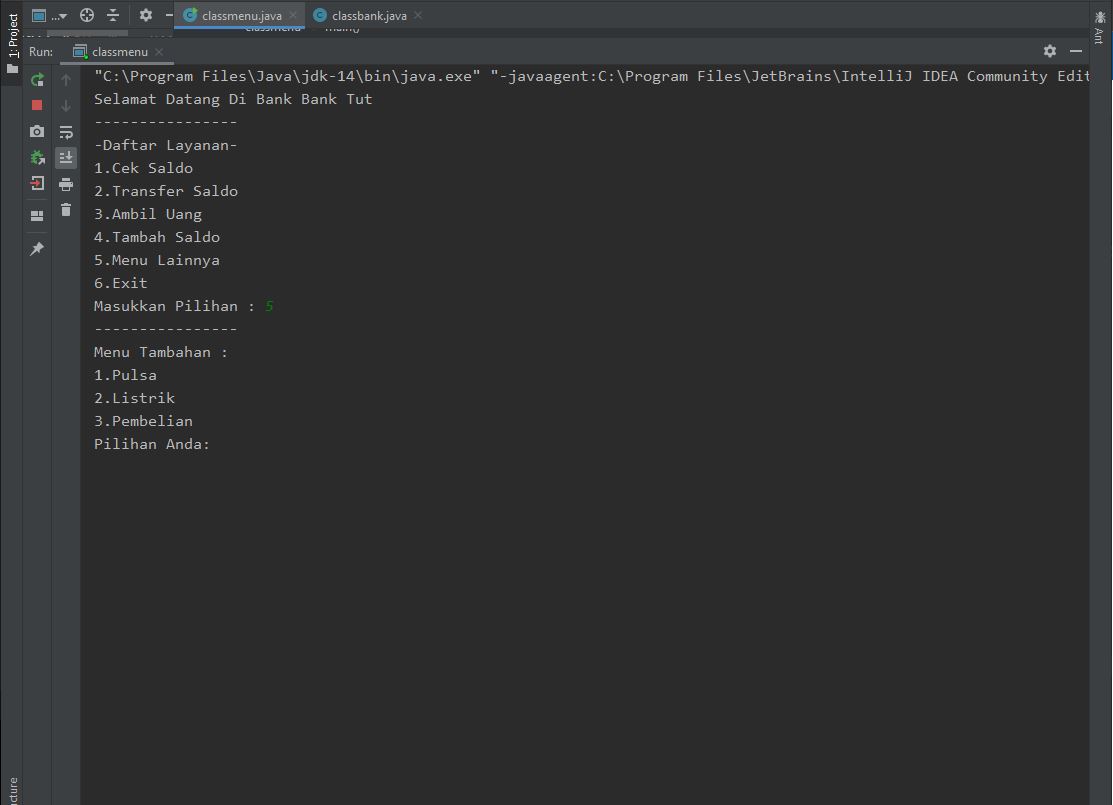 1: Project
...
classmenu.java
classbank.java
Run:
classmenu
Ant
"C:\Program Files\Java\jdk-14\bin\java.exe" "-javaagent:C:\Program Files\JetBrains\IntelliJ IDEA Community Edit
Selamat Datang Di Bank Bank Tut
----------------
-Daftar Layanan-
1.Cek Saldo
2.Transfer Saldo
3.Ambil Uang
4.Tambah Saldo
5.Menu Lainnya
6.Exit
Masukkan Pilihan : 5
----------------
Menu Tambahan :
1.Pulsa
2.Listrik
3.Pembelian
Pilihan Anda:
cture